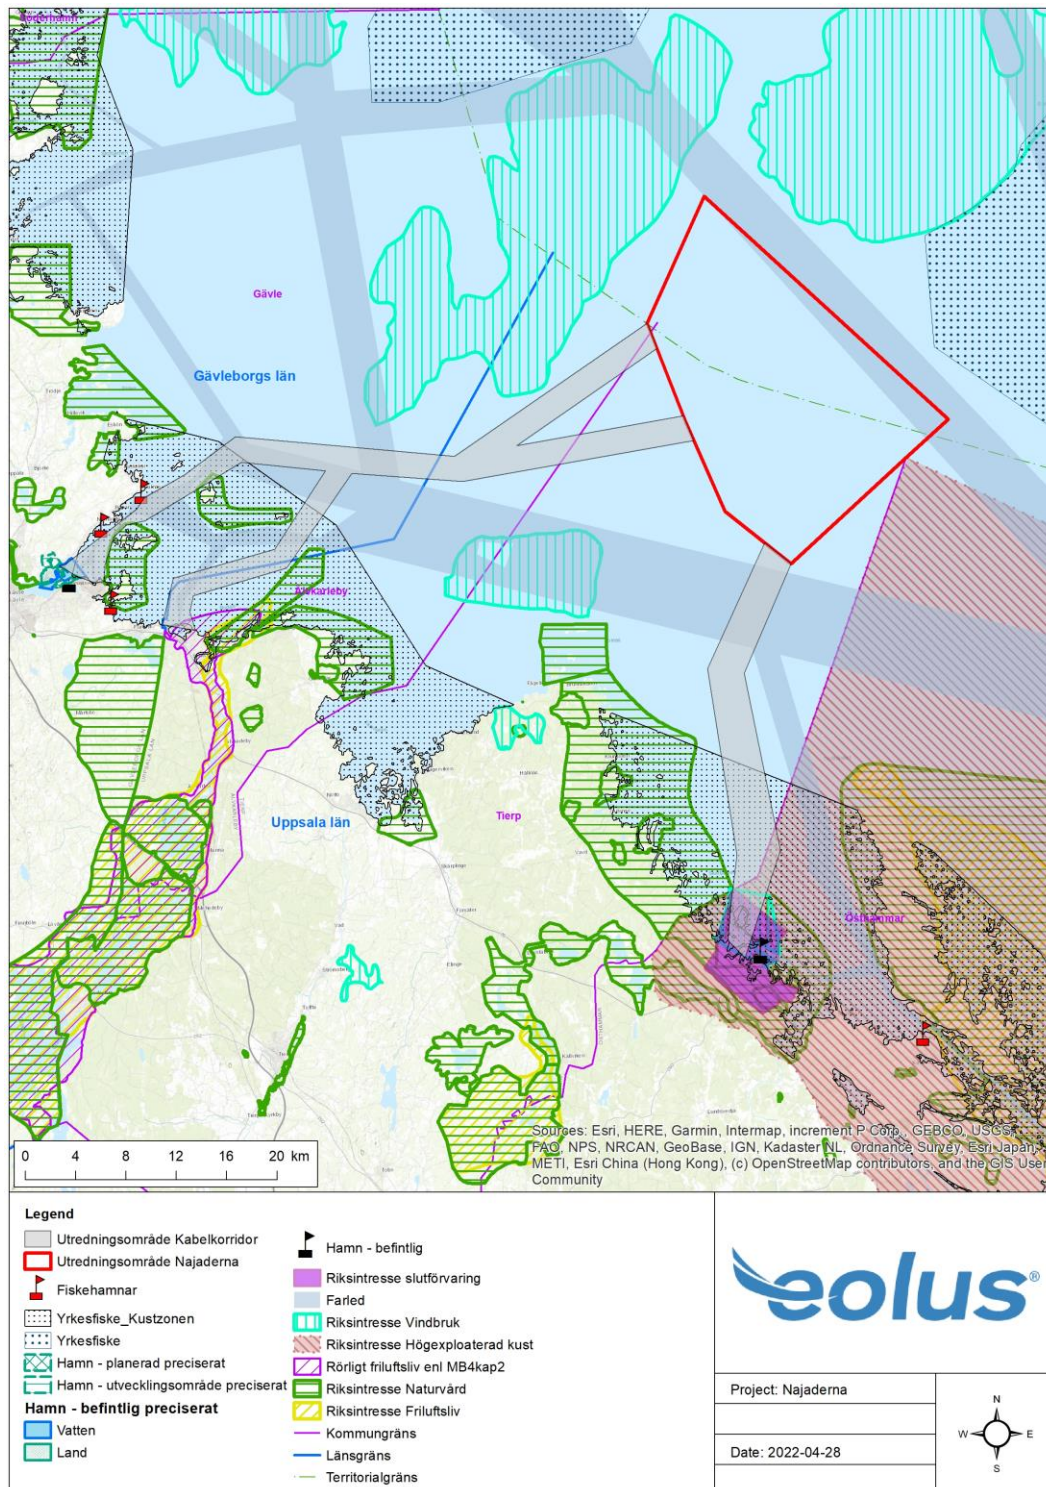 Gävle
Gävleborgs län
Älvkarleby
Uppsala län
Tierp
Östhammar
Sources: Esri, HERE, Garmin, Intermap, increment P Corp., GEBCO, USGS,
FAO, NPS, NRCAN, GeoBase, IGN, Kadaster NL, Ordnance Survey, Esri Japan,
METI, Esri China (Hong Kong), (c) OpenStreetMap contributors, and the GIS User
Community
0 4 8 12 16 20 km
Legend
Utredningsområde Kabelkorridor
Utredningsområde Najaderna
Fiskehamnar
Yrkesfiske_Kustzonen
Yrkesfiske
Hamn - planerad preciserat
Hamn - utvecklingsområde preciserat
Hamn - befintlig preciserat
Vatten
Land
Hamn - befintlig
Riksintresse slutförvaring
Farled
Riksintresse Vindbruk
Riksintresse Högexploaterad kust
Rörligt friluftsliv enl MB4kap2
Riksintresse Naturvård
Riksintresse Friluftsliv
Kommungräns
Länsgräns
Territorialgräns
eolus®
Project: Najaderna
Date: 2022-04-28
N
W E
S